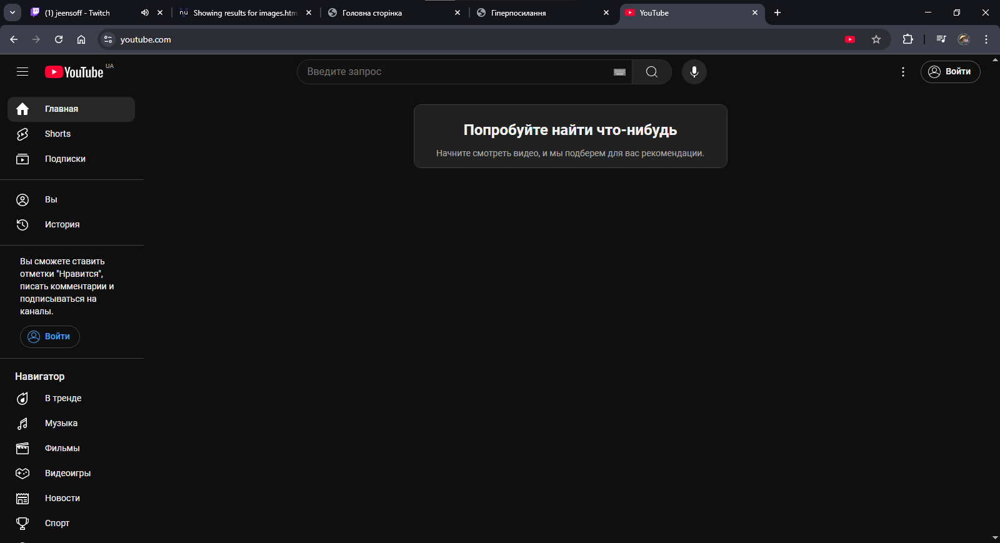 (1) jeensoff - Twitch
Showing results for images.htm
Головна сторінка
Гіперпосилання
YouTube
youtube.com
YouTube UA
Введите запрос
Войти
Главная
Shorts
Подписки
Вы
История
Вы сможете ставить
отметки "Нравится",
писать комментарии и
подписываться на
каналы.
Войти
Навигатор
В тренде
Музыка
Фильмы
Видеоигры
Новости
Спорт
Попробуйте найти что-нибудь
Начните смотреть видео, и мы подберем для вас рекомендации.